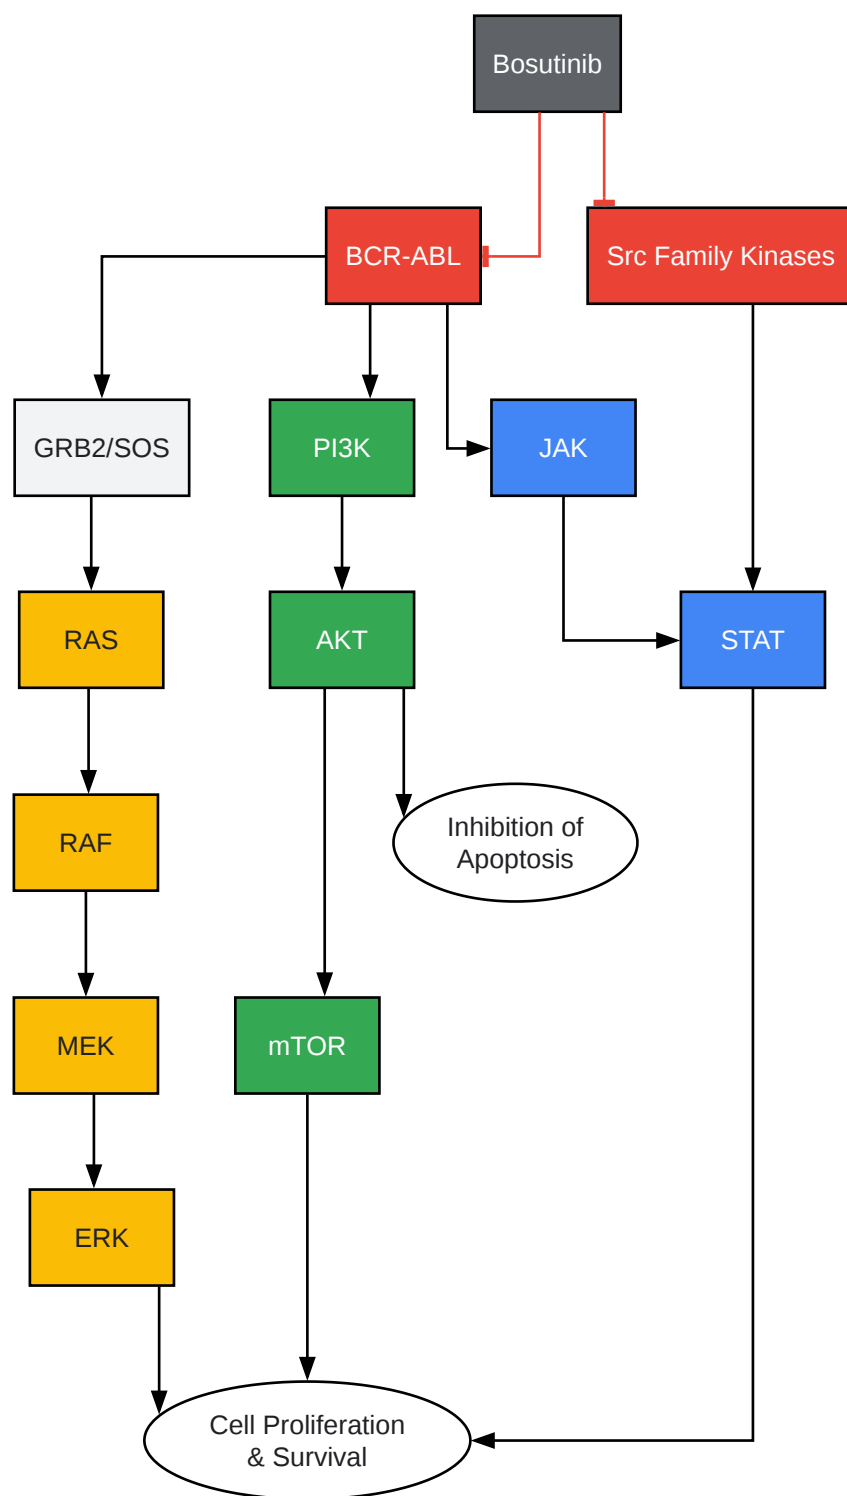 Bosutinib
BCR-ABL
Src Family Kinases
GRB2/SOS
PI3K
JAK
RAS
AKT
STAT
RAF
Inhibition of
Apoptosis
MEK
mTOR
ERK
Cell Proliferation
& Survival